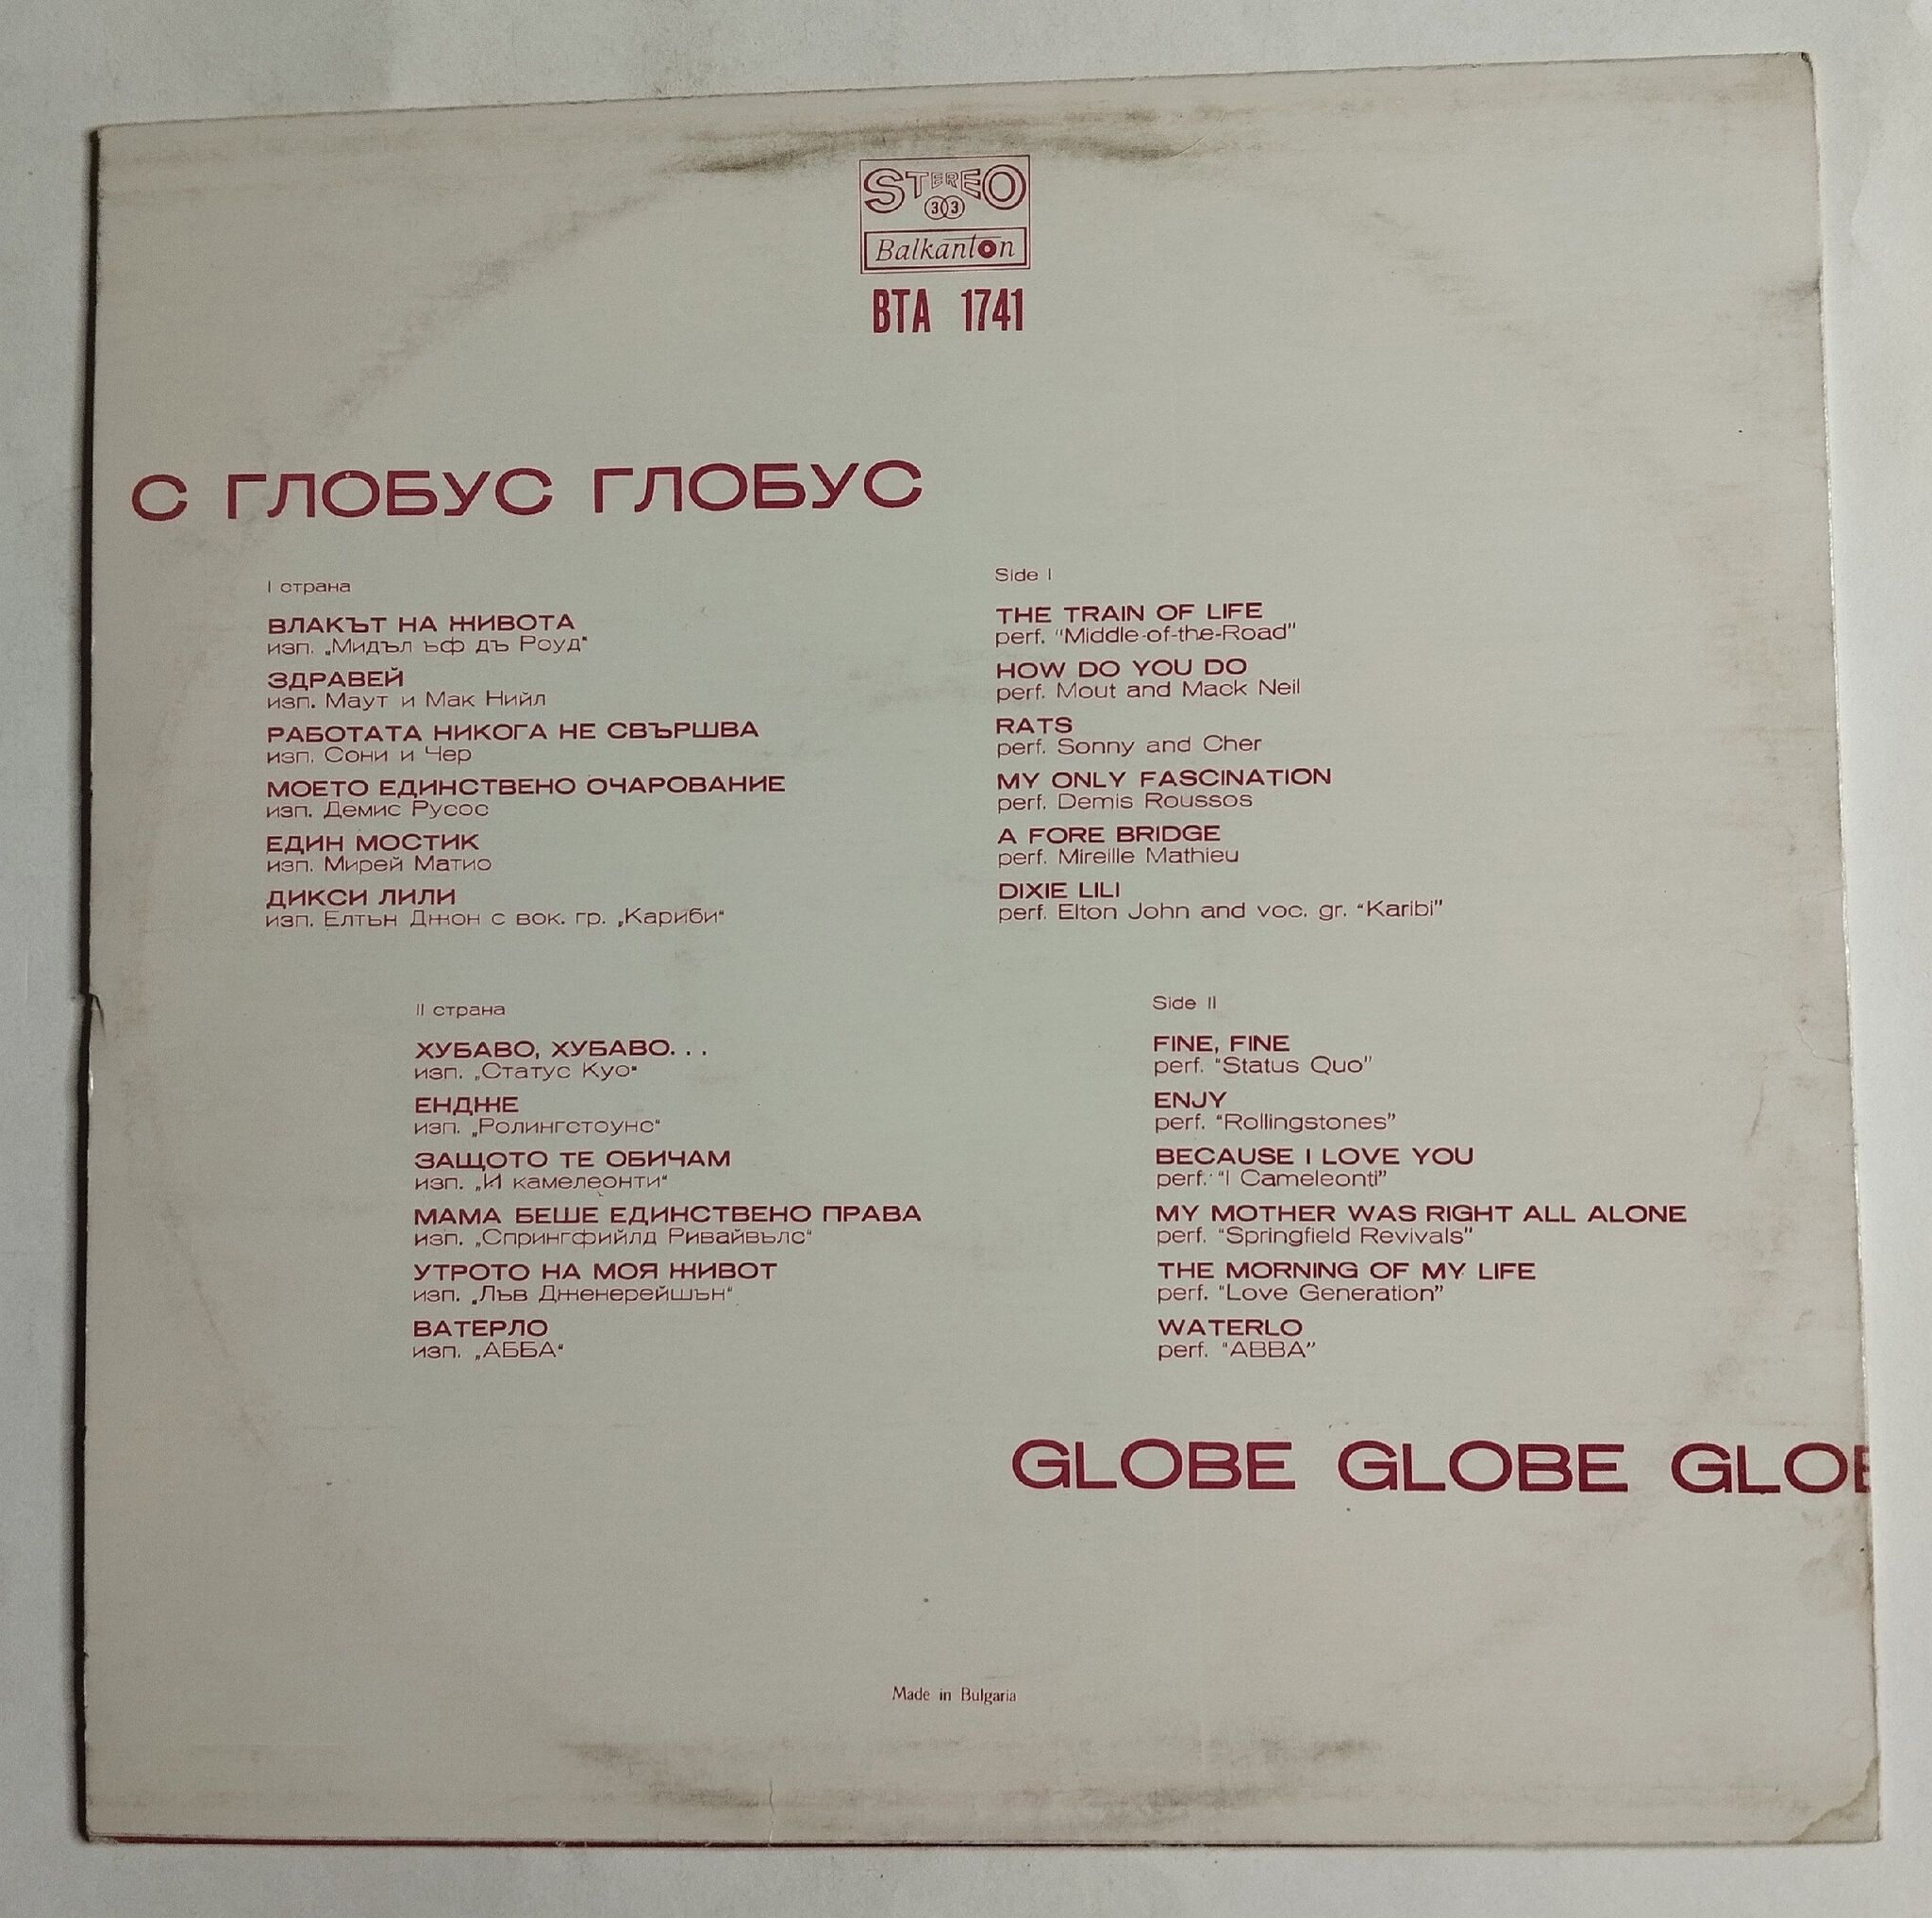 STEREO
33
Balkanton
BTA 1741
С ГЛОБУС ГЛОБУС
I страна
ВЛАКЪТ НА ЖИВОТА
изп. „Мидъл ъф дъ Роуд“
ЗДРАВЕЙ
изп. Маут и Мак Нийл
РАБОТАТА НИКОГА НЕ СВЪРШВА
изп. Сони и Чер
МОЕТО ЕДИНСТВЕНО ОЧАРОВАНИЕ
изп. Демис Русос
ЕДИН МОСТИК
изп. Мирей Матио
ДИКСИ ЛИЛИ
изп. Елтън Джон с вок. гр. „Кариби“
Side I
THE TRAIN OF LIFE
perf. “Middle-of-the-Road”
HOW DO YOU DO
perf. Mout and Mack Neil
RATS
perf. Sonny and Cher
MY ONLY FASCINATION
perf. Demis Roussos
A FORE BRIDGE
perf. Mireille Mathieu
DIXIE LILI
perf. Elton John and voc. gr. “Karibi”
II страна
ХУБАВО, ХУБАВО...
изп. „Статус Куо“
ЕНДЖЕ
изп. „Ролингстоунс“
ЗАЩОТО ТЕ ОБИЧАМ
изп. „И камелеонти“
МАМА БЕШЕ ЕДИНСТВЕНО ПРАВА
изп. „Спрингфийлд Ривайвълс“
УТРОТО НА МОЯ ЖИВОТ
изп. „Лъв Дженерейшън“
ВАТЕРЛО
изп. „АББА“
Side II
FINE, FINE
perf. “Status Quo”
ENJY
perf. “Rollingstones”
BECAUSE I LOVE YOU
perf. “I Cameleonti”
MY MOTHER WAS RIGHT ALL ALONE
perf. “Springfield Revivals”
THE MORNING OF MY LIFE
perf. “Love Generation”
WATERLO
perf. “ABBA”
GLOBE GLOBE GLOB
Made in Bulgaria